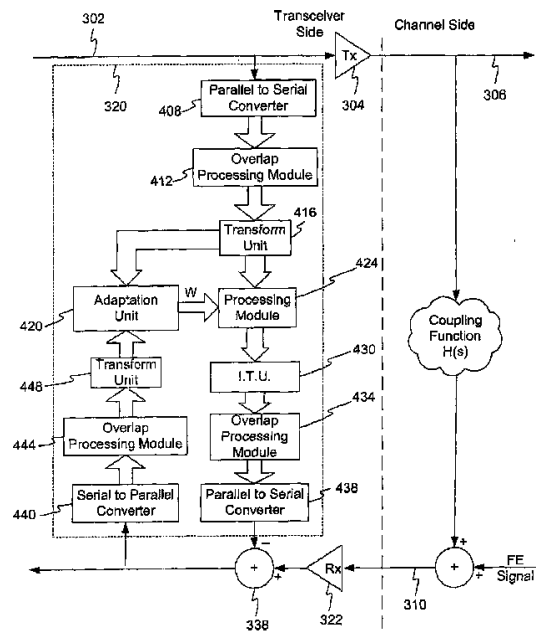 302
Transceiver
Side
Channel Side
Tx
320
304
306
Parallel to Serial
Converter
408
Overlap
Processing Module
412
416
Transform
Unit
424
W
Adaptation
Unit
Processing
Module
420
Coupling
Function
H(s)
430
I.T.U.
Transform
Unit
448
434
Overlap
Processing Module
Overlap
Processing
Module
444
438
Serial to Parallel
Converter
Parallel to Serial
Converter
440
−
+
+
Rx
+
+
+
FE
Signal
310
322
338